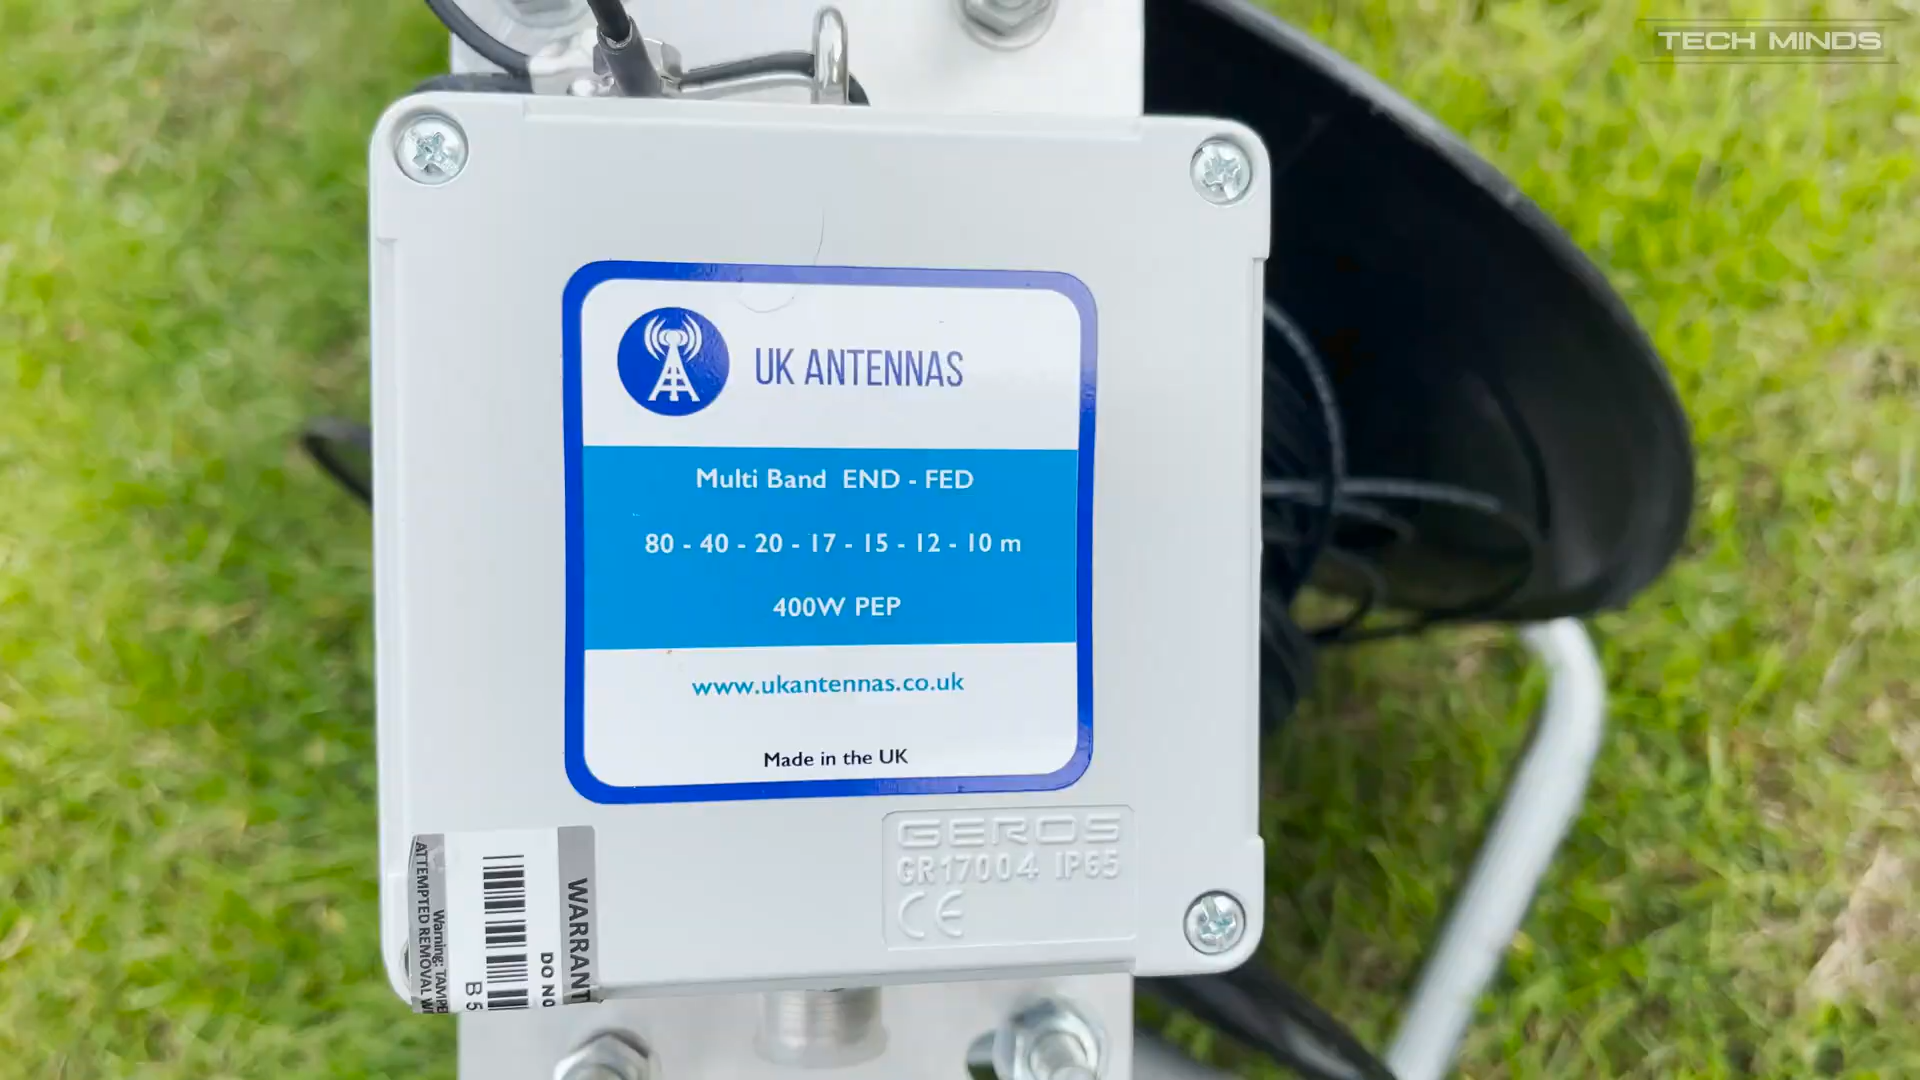 TECH MINDS
UK ANTENNAS
Multi Band END - FED
80 - 40 - 20 - 17 - 15 - 12 - 10 m
400W PEP
www.ukantennas.co.uk
Made in the UK
GEROS
GR17004 IP65
CE
WARRANT
DO NO
B5
Warning: TAMPE
ATTEMPTED REMOVAL W